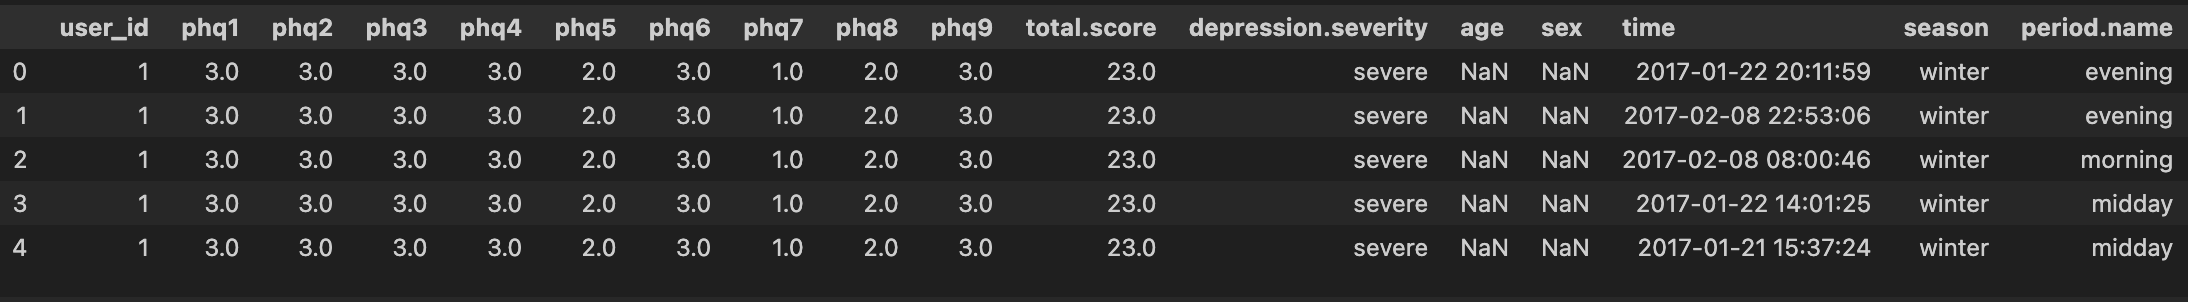 user_id phq1 phq2 phq3 phq4 phq5 phq6 phq7 phq8 phq9 total.score depression.severity age sex time season period.name
0 1 3.0 3.0 3.0 3.0 2.0 3.0 1.0 2.0 3.0 23.0 severe NaN NaN 2017-01-22 20:11:59 winter evening
1 1 3.0 3.0 3.0 3.0 2.0 3.0 1.0 2.0 3.0 23.0 severe NaN NaN 2017-02-08 22:53:06 winter evening
2 1 3.0 3.0 3.0 3.0 2.0 3.0 1.0 2.0 3.0 23.0 severe NaN NaN 2017-02-08 08:00:46 winter morning
3 1 3.0 3.0 3.0 3.0 2.0 3.0 1.0 2.0 3.0 23.0 severe NaN NaN 2017-01-22 14:01:25 winter midday
4 1 3.0 3.0 3.0 3.0 2.0 3.0 1.0 2.0 3.0 23.0 severe NaN NaN 2017-01-21 15:37:24 winter midday